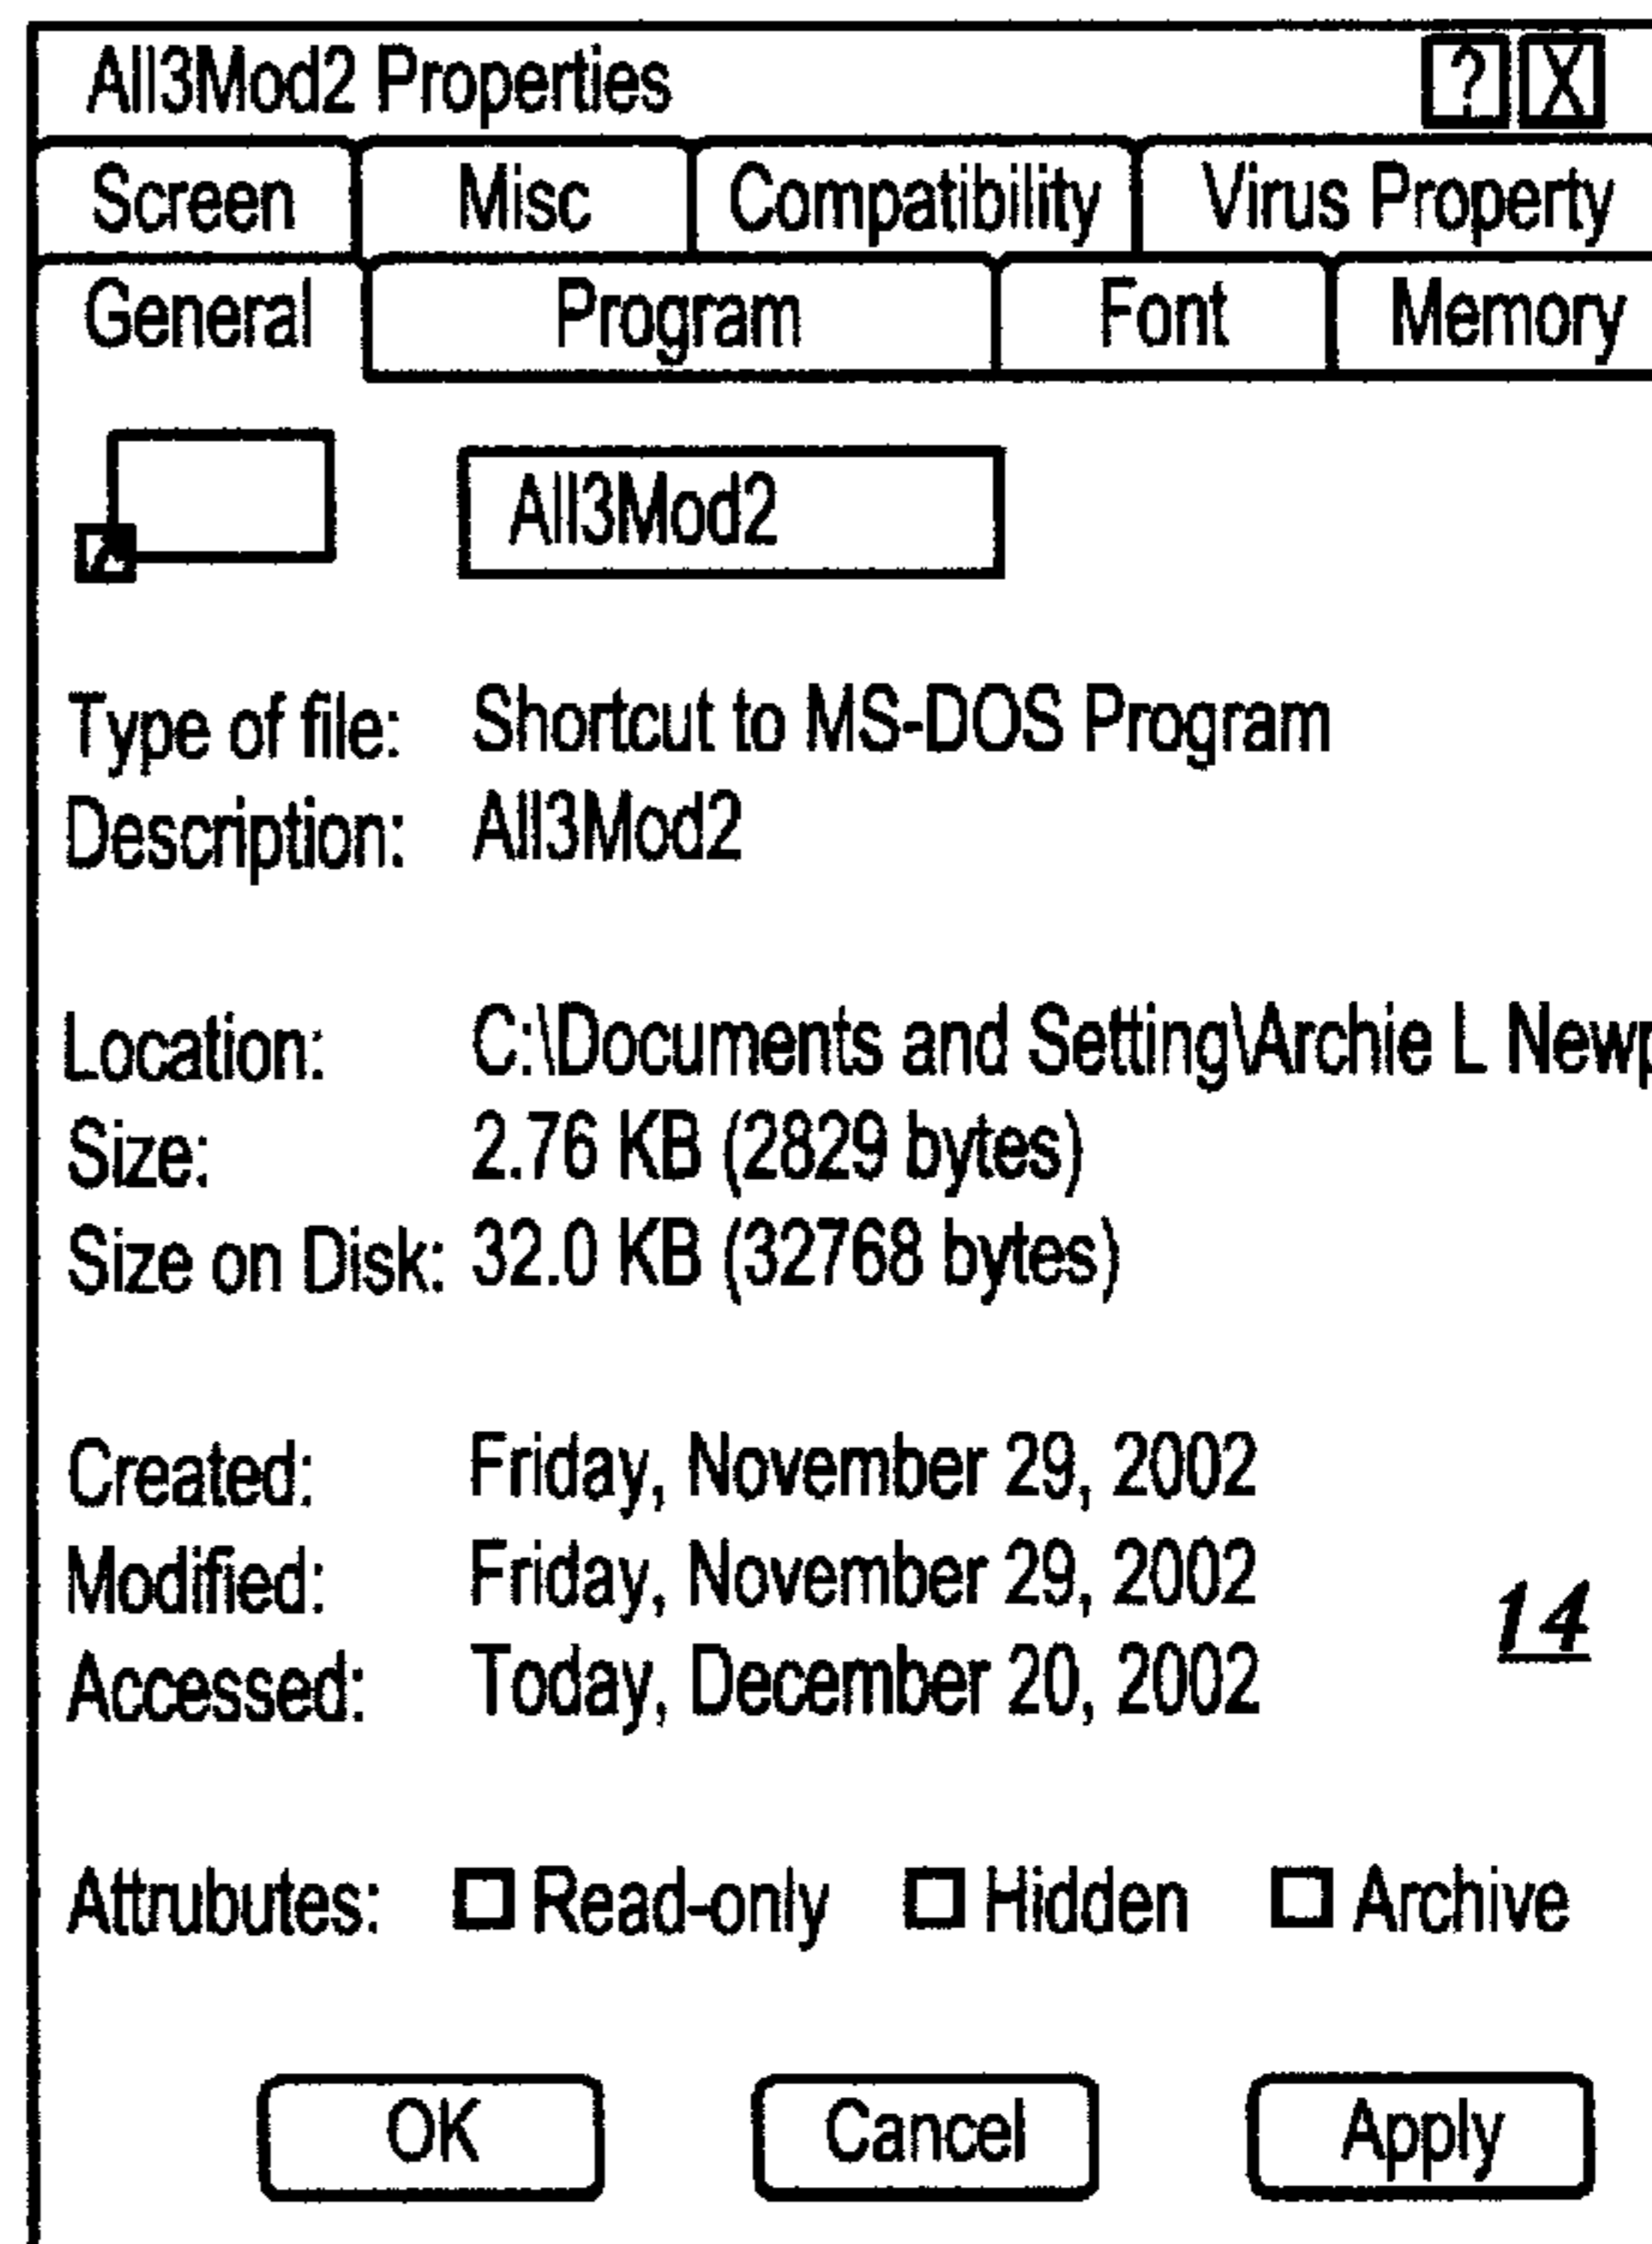 All3Mod2 Properties ? X
Screen Misc Compatibility Virus Property
General Program Font Memory
All3Mod2
Type of file: Shortcut to MS-DOS Program
Description: All3Mod2
Location: C:\Documents and Setting\Archie L Newp
Size: 2.76 KB (2829 bytes)
Size on Disk: 32.0 KB (32768 bytes)
Created: Friday, November 29, 2002
Modified: Friday, November 29, 2002
14
Accessed: Today, December 20, 2002
Attrubutes: Read-only Hidden Archive
OK Cancel Apply